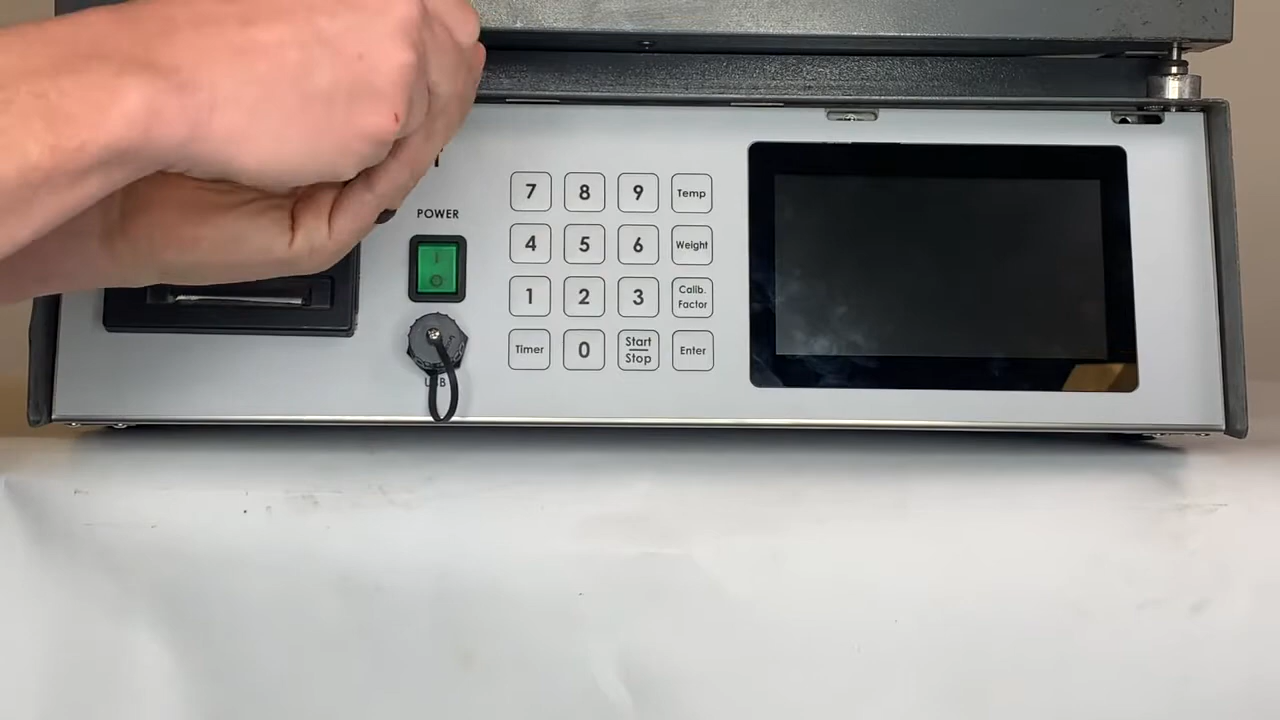 POWER
7 8 9 Temp
4 5 6 Weight
1 2 3 Calib.
Factor
Timer 0 Start
Stop Enter
USB